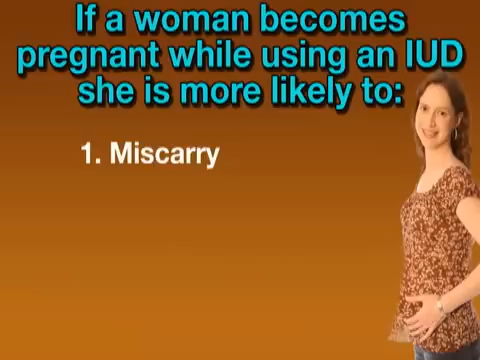 If a woman becomes
pregnant while using an IUD
she is more likely to:
1. Miscarry